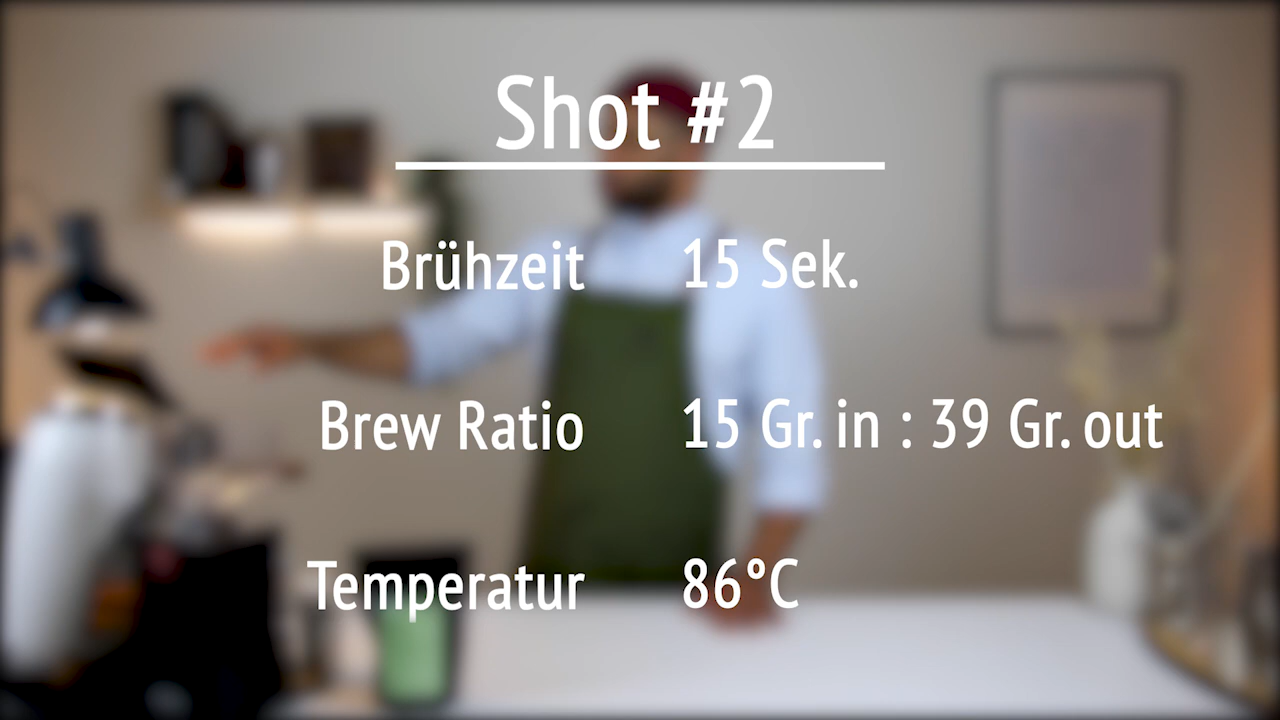 Shot #2
Brühzeit 15 Sek.
Brew Ratio 15 Gr. in : 39 Gr. out
Temperatur 86°C